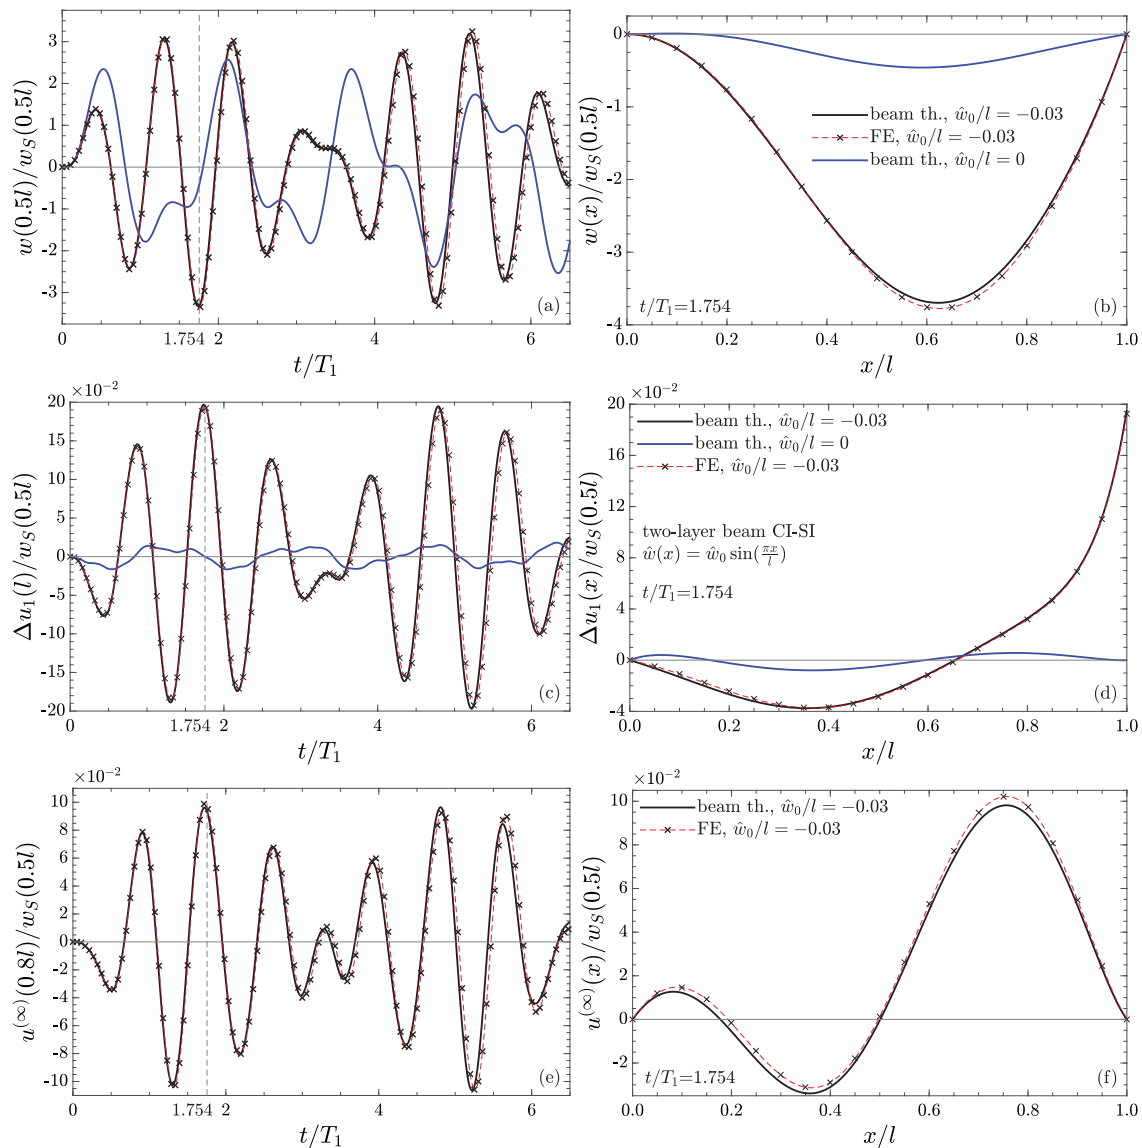 w(0.5l)/w_S(0.5l)
3
2
1
0
-1
-2
-3
0 1.754 2 4 6
t/T_1
(a)
w(x)/w_S(0.5l)
0
-1
-2
-3
-4
0.0 0.2 0.4 0.6 0.8 1.0
x/l
beam th., ŵ_0/l = −0.03
FE, ŵ_0/l = −0.03
beam th., ŵ_0/l = 0
t/T_1=1.754
(b)
×10^-2
Δu_1(l)/w_S(0.5l)
20
15
10
5
0
-5
-10
-15
-20
0 1.754 2 4 6
t/T_1
(c)
×10^-2
Δu_1(x)/w_S(0.5l)
20
16
12
8
4
0
-4
0.0 0.2 0.4 0.6 0.8 1.0
x/l
beam th., ŵ_0/l = −0.03
beam th., ŵ_0/l = 0
FE, ŵ_0/l = −0.03
two-layer beam CI-SI
ŵ(x) = ŵ_0 sin(πx/l)
t/T_1=1.754
(d)
×10^-2
u^(∞)(0.8l)/w_S(0.5l)
10
8
6
4
2
0
-2
-4
-6
-8
-10
0 1.754 2 4 6
t/T_1
(e)
×10^-2
u^(∞)(x)/w_S(0.5l)
10
8
6
4
2
0
-2
0.0 0.2 0.4 0.6 0.8 1.0
x/l
beam th., ŵ_0/l = −0.03
FE, ŵ_0/l = −0.03
t/T_1=1.754
(f)